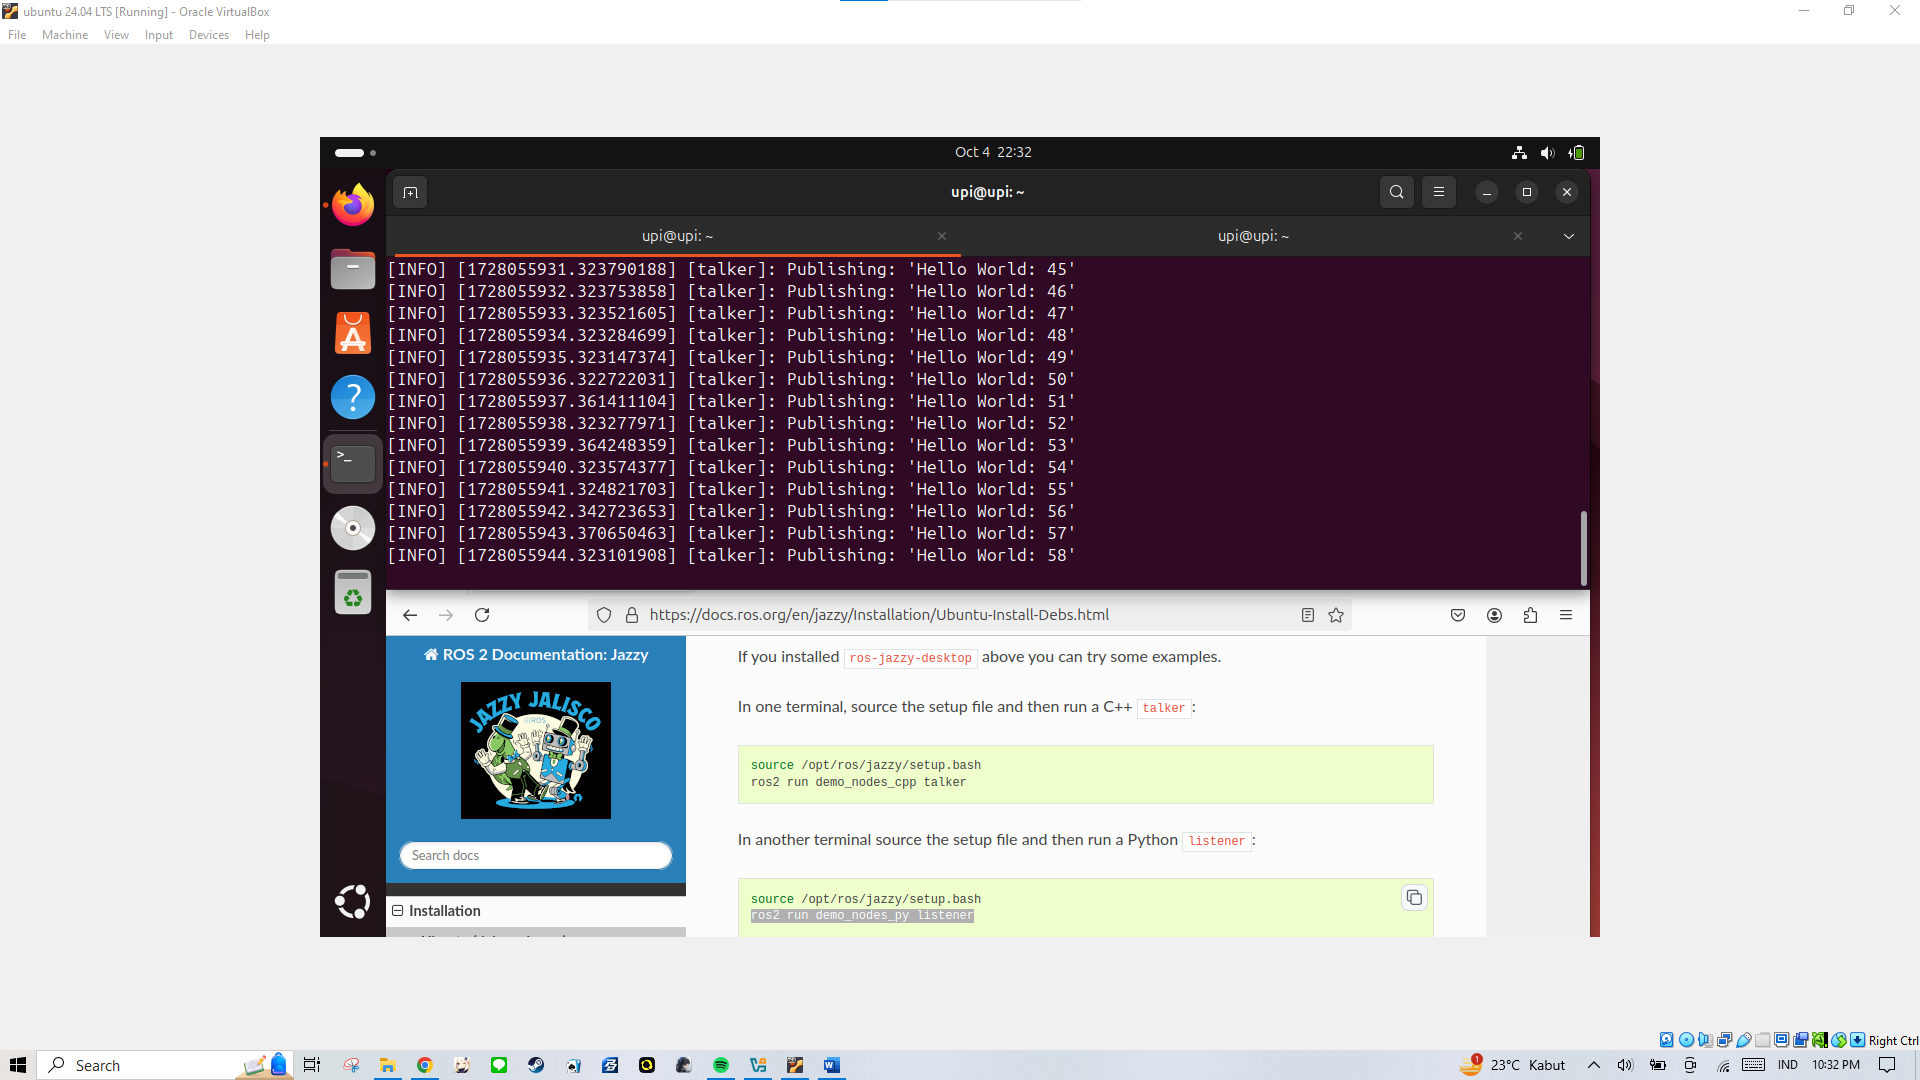 ubuntu 24.04 LTS [Running] - Oracle VirtualBox
File Machine View Input Devices Help
Oct 4 22:32
upi@upi: ~
upi@upi: ~ upi@upi: ~
[INFO] [1728055931.323790188] [talker]: Publishing: 'Hello World: 45'
[INFO] [1728055932.323753858] [talker]: Publishing: 'Hello World: 46'
[INFO] [1728055933.323521605] [talker]: Publishing: 'Hello World: 47'
[INFO] [1728055934.323284699] [talker]: Publishing: 'Hello World: 48'
[INFO] [1728055935.323147374] [talker]: Publishing: 'Hello World: 49'
[INFO] [1728055936.322722031] [talker]: Publishing: 'Hello World: 50'
[INFO] [1728055937.361411104] [talker]: Publishing: 'Hello World: 51'
[INFO] [1728055938.323277971] [talker]: Publishing: 'Hello World: 52'
[INFO] [1728055939.364248359] [talker]: Publishing: 'Hello World: 53'
[INFO] [1728055940.323574377] [talker]: Publishing: 'Hello World: 54'
[INFO] [1728055941.324821703] [talker]: Publishing: 'Hello World: 55'
[INFO] [1728055942.342723653] [talker]: Publishing: 'Hello World: 56'
[INFO] [1728055943.370650463] [talker]: Publishing: 'Hello World: 57'
[INFO] [1728055944.323101908] [talker]: Publishing: 'Hello World: 58'
https://docs.ros.org/en/jazzy/Installation/Ubuntu-Install-Debs.html
ROS 2 Documentation: Jazzy
JAZZY JALISCO
ROS
Search docs
Installation
If you installed ros-jazzy-desktop above you can try some examples.
In one terminal, source the setup file and then run a C++ talker:
source /opt/ros/jazzy/setup.bash
ros2 run demo_nodes_cpp talker
In another terminal source the setup file and then run a Python listener:
source /opt/ros/jazzy/setup.bash
ros2 run demo_nodes_py listener
Right Ctrl
Search
1
23°C Kabut
IND
10:32 PM